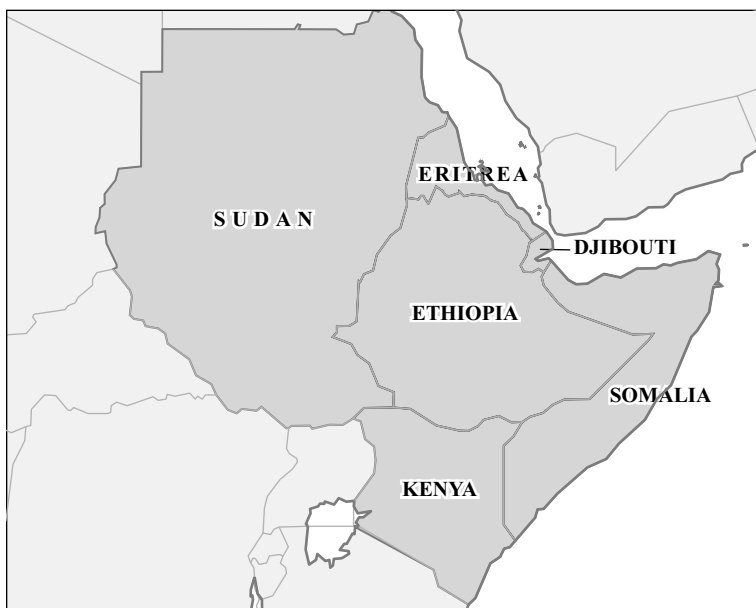 ERITREA
SUDAN
DJIBOUTI
ETHIOPIA
SOMALIA
KENYA